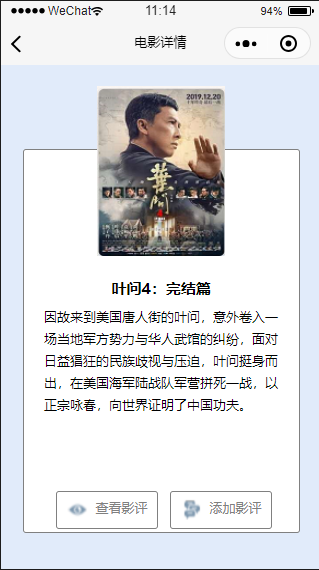 WeChat
11:14
94%
电影详情
2019.12.20
葉問
叶问4：完结篇
因故来到美国唐人街的叶问，意外卷入一
场当地军方势力与华人武馆的纠纷，面对
日益猖狂的民族歧视与压迫，叶问挺身而
出，在美国海军陆战队军营拼死一战，以
正宗咏春，向世界证明了中国功夫。
查看影评
添加影评